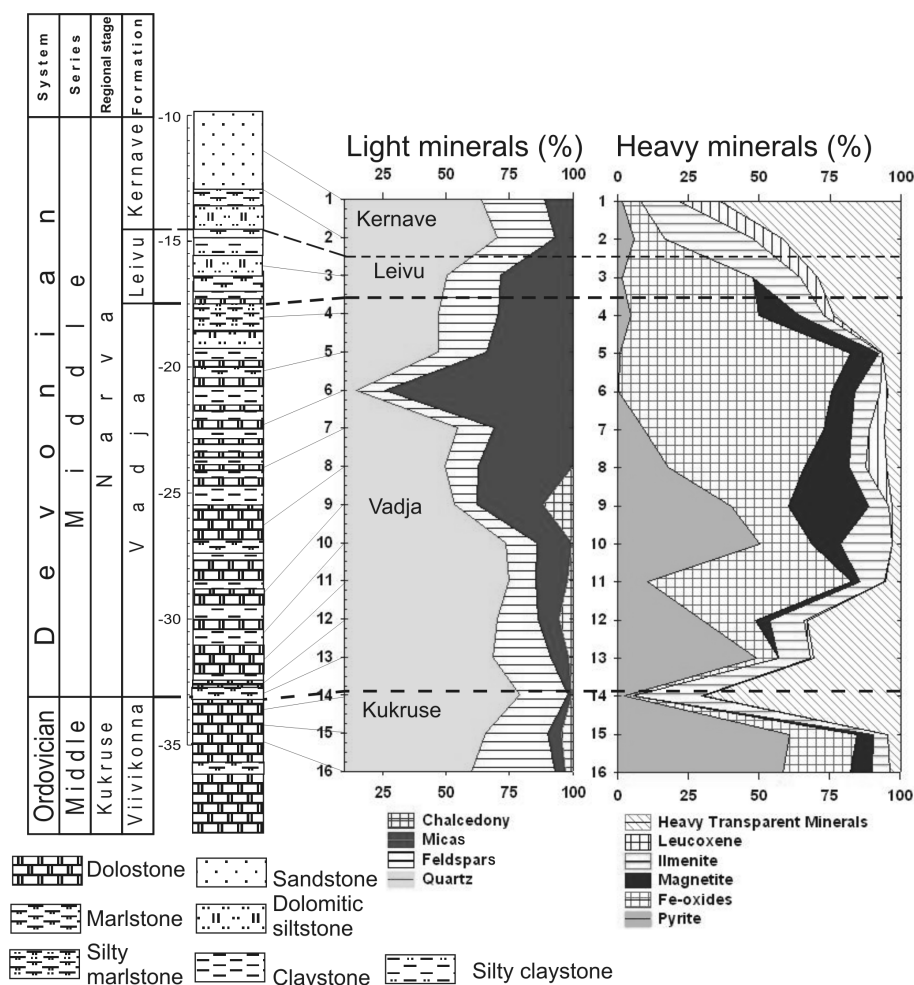 System
Series
Regional stage
Formation
Devonian
Middle
Narva
Kernave
Leivu
Vadja
Ordovician
Middle
Kukruse
Viivikonna
-10
-15
-20
-25
-30
-35
Light minerals (%)
25 50 75 100
1
2
3
4
5
6
7
8
9
10
11
12
13
14
15
16
Kernave
Leivu
Vadja
Kukruse
25 50 75 100
Chalcedony
Micas
Feldspars
Quartz
Heavy minerals (%)
0 25 50 75 100
1
2
3
4
5
6
7
8
9
10
11
12
13
14
15
16
0 25 50 75 100
Heavy Transparent Minerals
Leucoxene
Ilmenite
Magnetite
Fe-oxides
Pyrite
Dolostone
Sandstone
Marlstone
Dolomitic
siltstone
Silty
marlstone
Claystone
Silty claystone